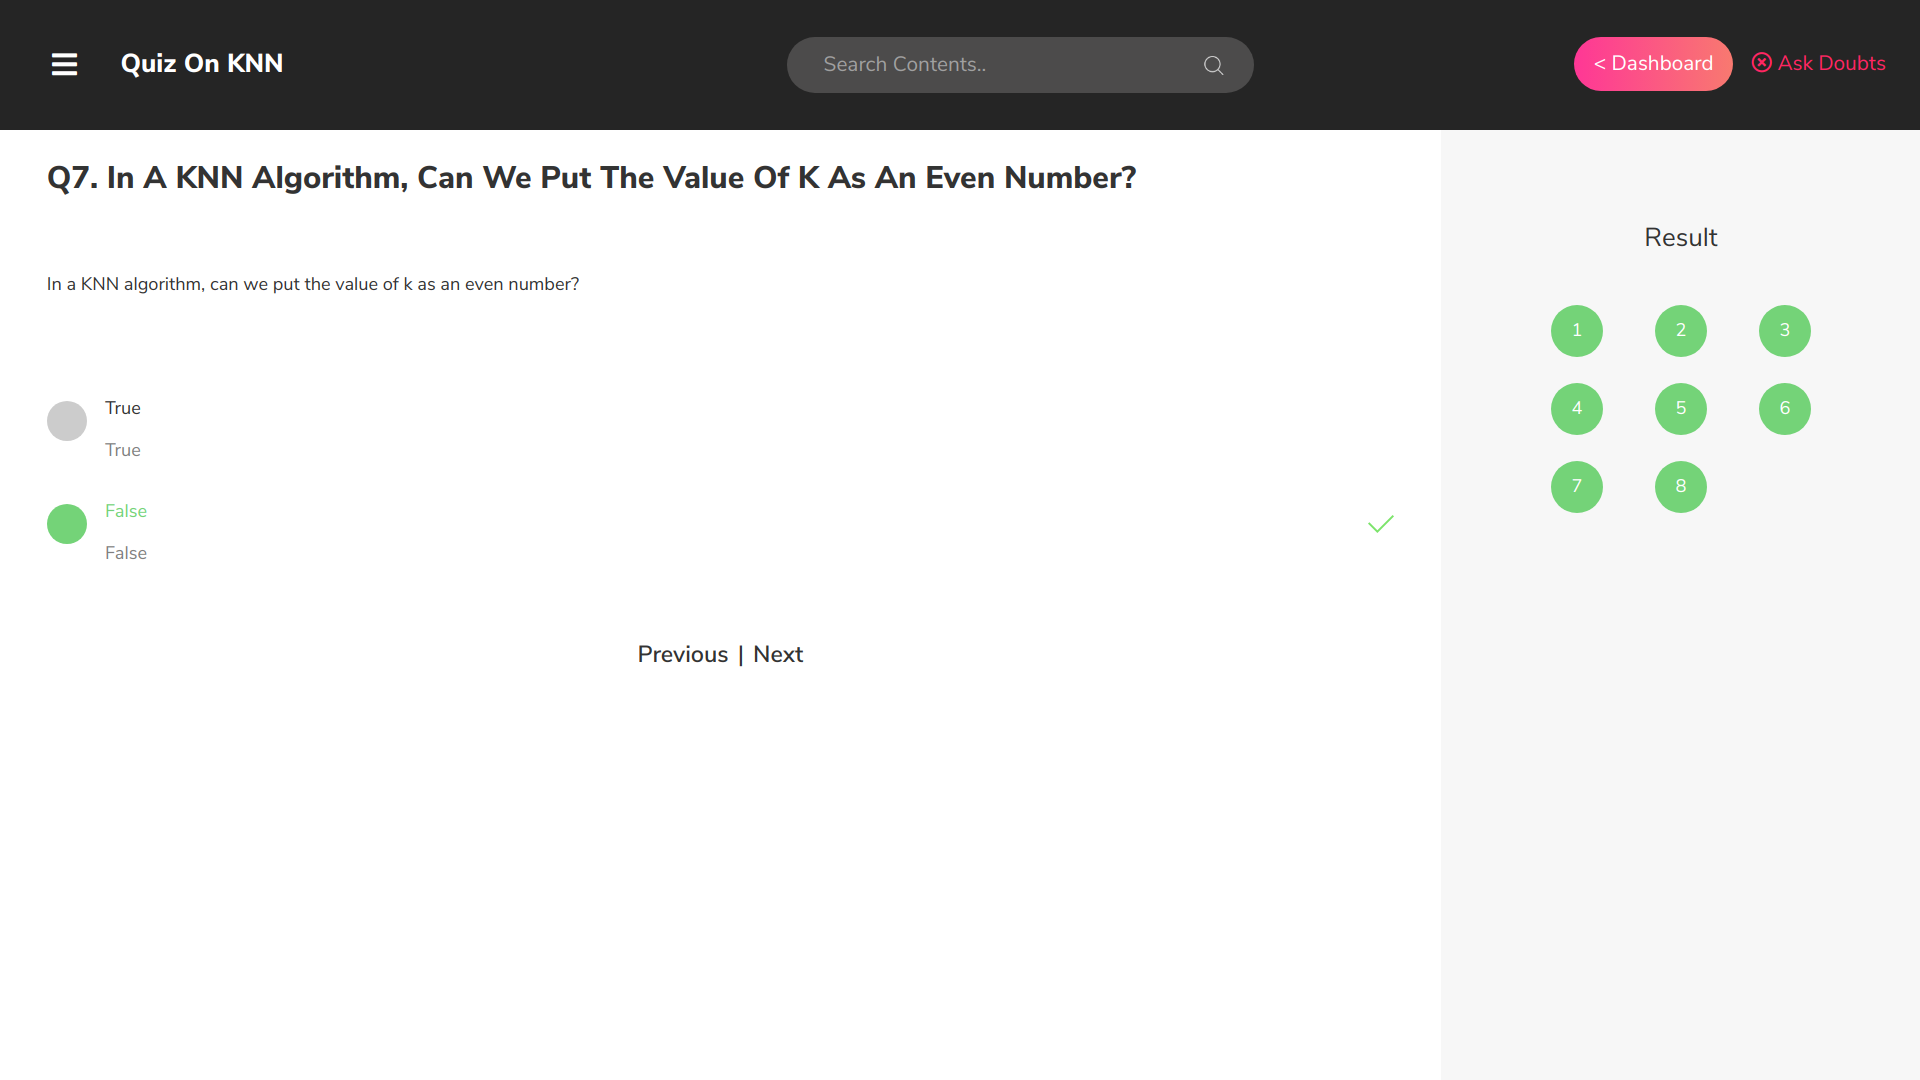 Quiz On KNN
Search Contents..
< Dashboard
Ask Doubts
Q7. In A KNN Algorithm, Can We Put The Value Of K As An Even Number?
In a KNN algorithm, can we put the value of k as an even number?
True
True
False
False
Previous | Next
Result
1 2 3
4 5 6
7 8